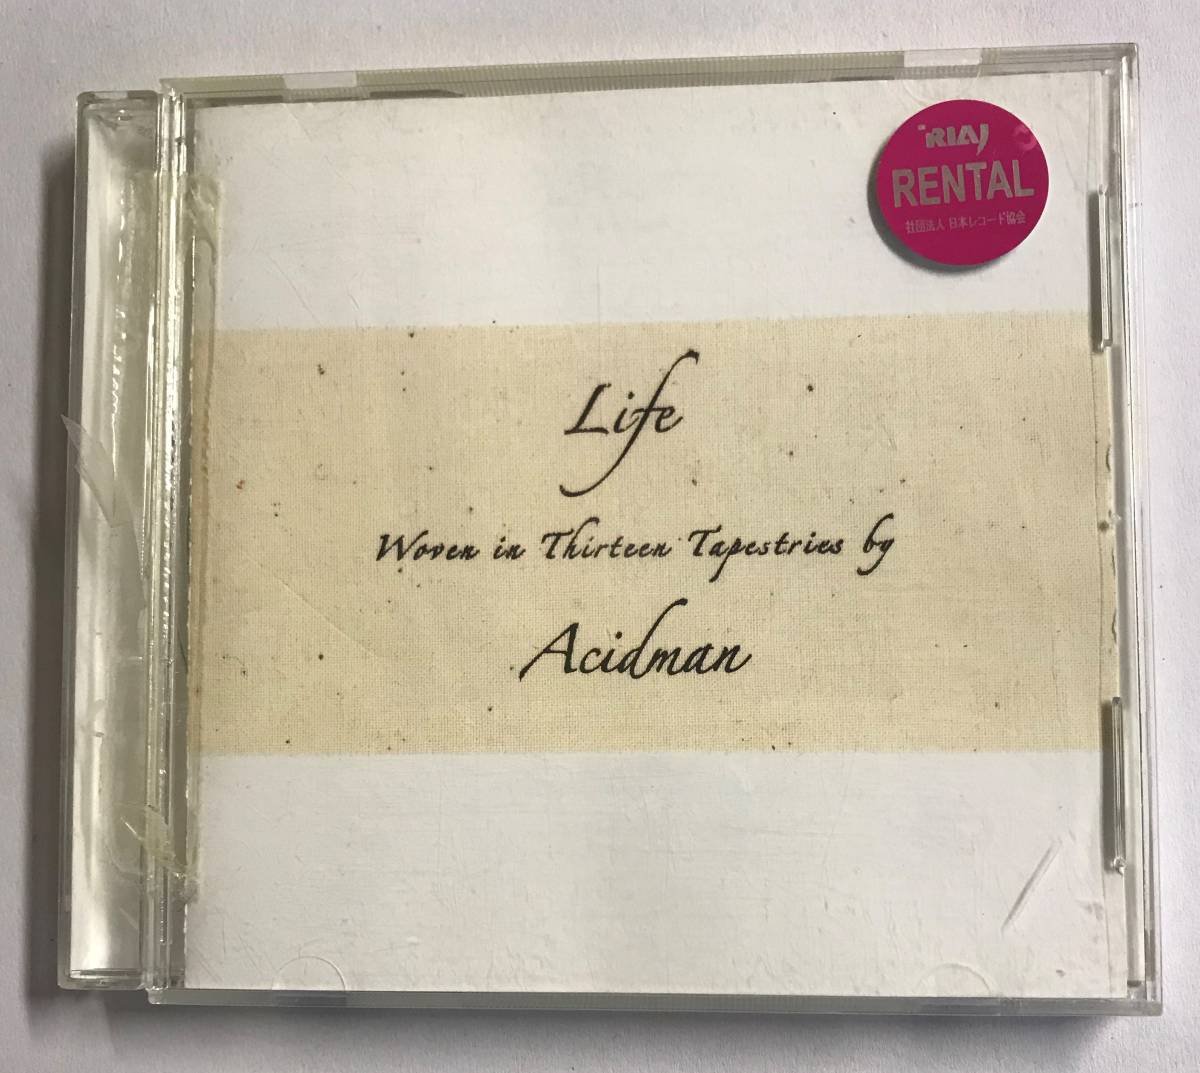 RIAJ
RENTAL
社団法人 日本レコード協会
Life
Woven in Thirteen Tapestries by
Acidman